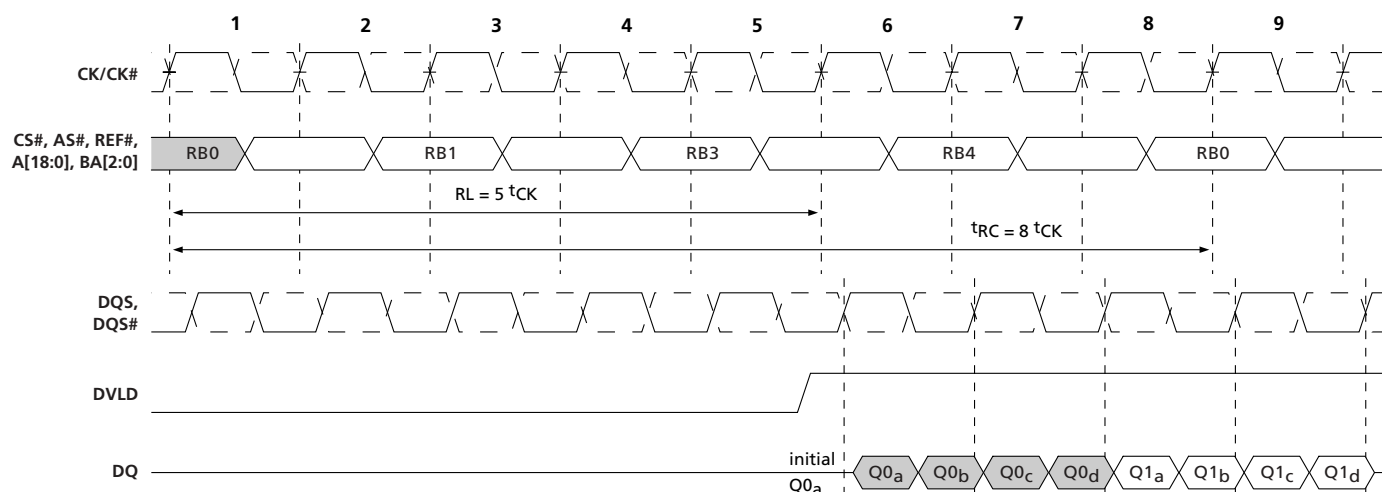 1 2 3 4 5 6 7 8 9
CK/CK#
CS#, AS#, REF#,
A[18:0], BA[2:0]
RB0 RB1 RB3 RB4 RB0
RL = 5 tCK
tRC = 8 tCK
DQS,
DQS#
DVLD
DQ
initial
Q0a
Q0a Q0b Q0c Q0d Q1a Q1b Q1c Q1d